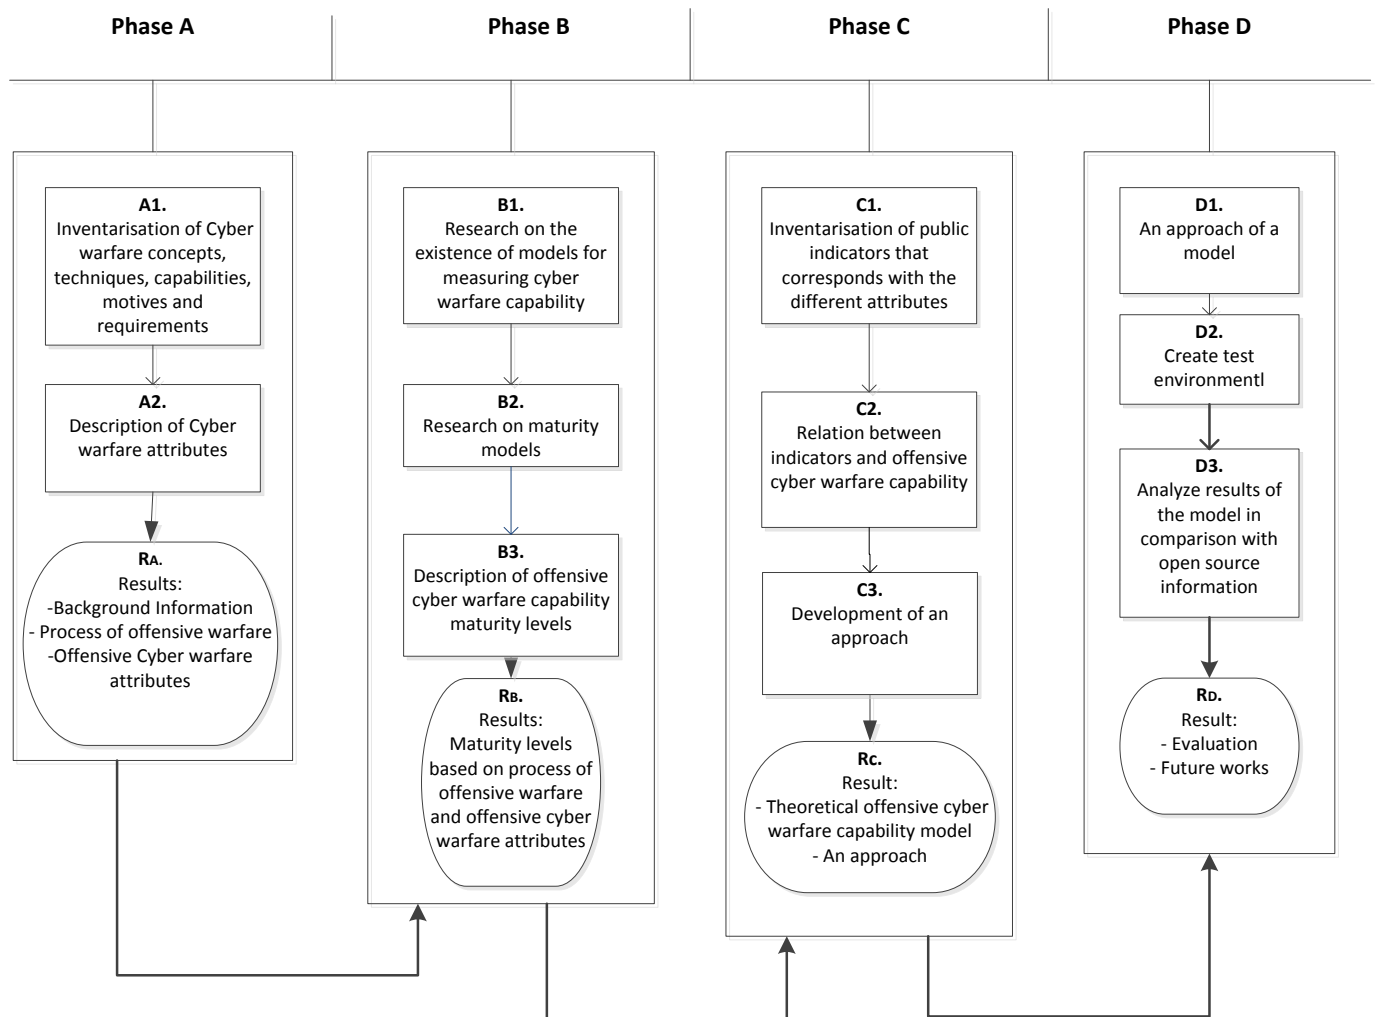 Phase A
Phase B
Phase C
Phase D
A1.
Inventarisation of Cyber
warfare concepts,
techniques, capabilities,
motives and
requirements
A2.
Description of Cyber
warfare attributes
RA.
Results:
-Background Information
- Process of offensive warfare
-Offensive Cyber warfare
attributes
B1.
Research on the
existence of models for
measuring cyber
warfare capability
B2.
Research on maturity
models
B3.
Description of offensive
cyber warfare capability
maturity levels
RB.
Results:
Maturity levels
based on process of
offensive warfare
and offensive cyber
warfare attributes
C1.
Inventarisation of public
indicators that
corresponds with the
different attributes
C2.
Relation between
indicators and offensive
cyber warfare capability
C3.
Development of an
approach
Rc.
Result:
- Theoretical offensive cyber
warfare capability model
- An approach
D1.
An approach of a
model
D2.
Create test
environmentl
D3.
Analyze results of
the model in
comparison with
open source
information
RD.
Result:
- Evaluation
- Future works